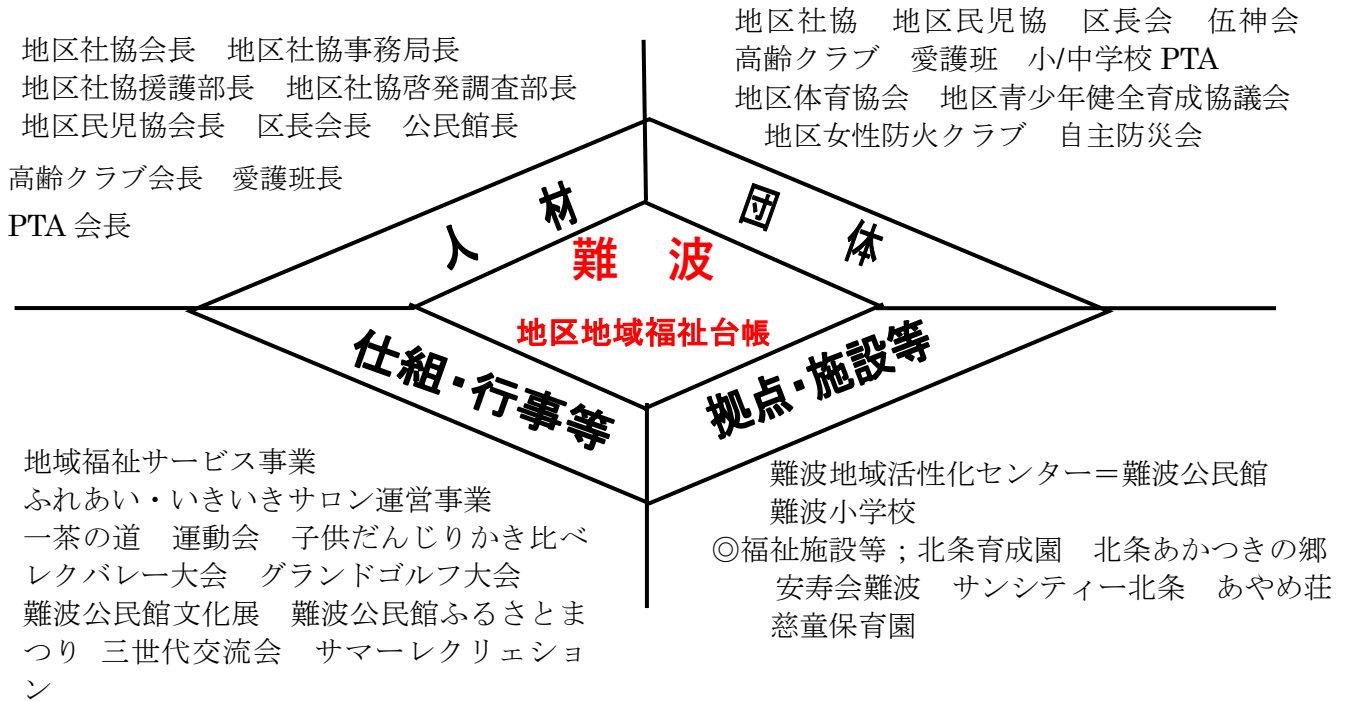 地区社協会長　地区社協事務局長
地区社協援護部長　地区社協啓発調査部長
地区民児協会長　区長会長　公民館長
高齢クラブ会長　愛護班長
PTA 会長
地区社協　地区民児協　区長会　伍神会
高齢クラブ　愛護班　小/中学校 PTA
地区体育協会　地区青少年健全育成協議会
地区女性防火クラブ　自主防災会
人　材
団　体
難　波
地区地域福祉台帳
仕組・行事等
拠点・施設等
地域福祉サービス事業
ふれあい・いきいきサロン運営事業
一茶の道　運動会　子供だんじりかき比べ
レクバレー大会　グランドゴルフ大会
難波公民館文化展　難波公民館ふるさとま
つり 三世代交流会　サマーレクリェショ
ン
難波地域活性化センター＝難波公民館
難波小学校
◎福祉施設等；北条育成園　北条あかつきの郷
安寿会難波　サンシティー北条　あやめ荘
慈童保育園